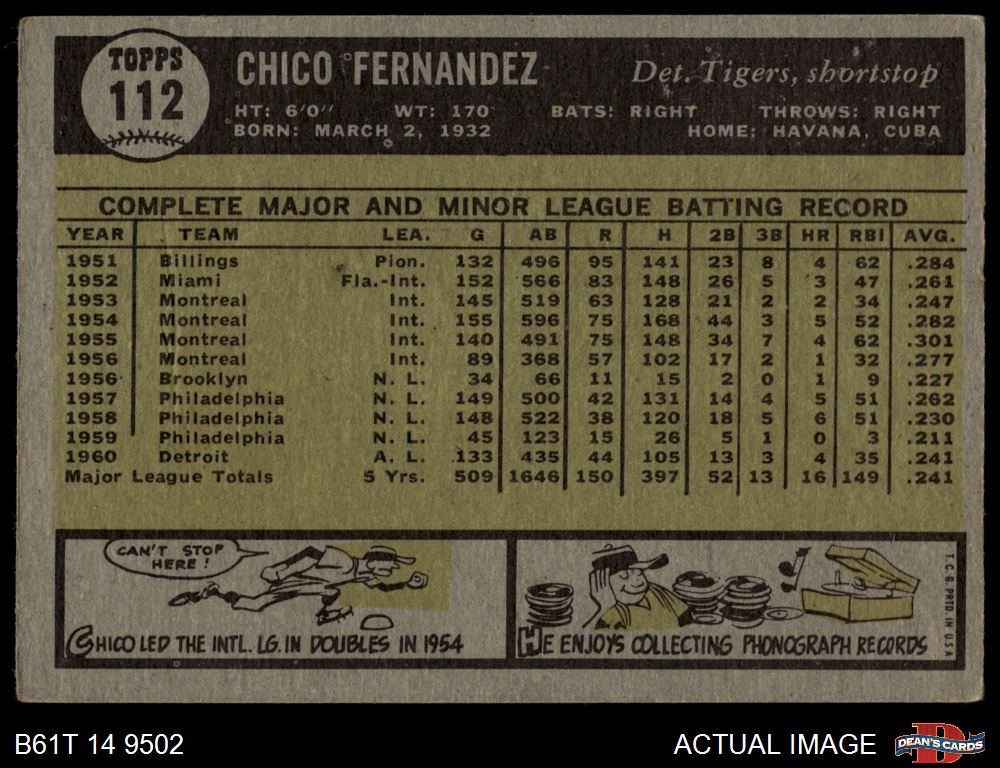 TOPPS
112
CHICO FERNANDEZ
Det. Tigers, shortstop
HT: 6'0" WT: 170 BATS: RIGHT THROWS: RIGHT
BORN: MARCH 2, 1932 HOME: HAVANA, CUBA
COMPLETE MAJOR AND MINOR LEAGUE BATTING RECORD
YEAR TEAM LEA. G AB R H 2B 3B HR RBI AVG.
1951 Billings Pion. 132 496 95 141 23 8 4 62 .284
1952 Miami Fla.-Int. 152 566 83 148 26 5 3 47 .261
1953 Montreal Int. 145 519 63 128 21 2 2 34 .247
1954 Montreal Int. 155 596 75 168 44 3 5 52 .282
1955 Montreal Int. 140 491 75 148 34 7 4 62 .301
1956 Montreal Int. 89 368 57 102 17 2 1 32 .277
1956 Brooklyn N. L. 34 66 11 15 2 0 1 9 .227
1957 Philadelphia N. L. 149 500 42 131 14 4 5 51 .262
1958 Philadelphia N. L. 148 522 38 120 18 5 6 51 .230
1959 Philadelphia N. L. 45 123 15 26 5 1 0 3 .211
1960 Detroit A. L. 133 435 44 105 13 3 4 35 .241
Major League Totals 5 Yrs. 509 1646 150 397 52 13 16 149 .241
CAN'T STOP
HERE!
CHICO LED THE INTL. LG. IN DOUBLES IN 1954
HE ENJOYS COLLECTING PHONOGRAPH RECORDS
T.C.G. PRTD. IN U.S.A.
B61T 14 9502
ACTUAL IMAGE
D
DEAN'S CARDS